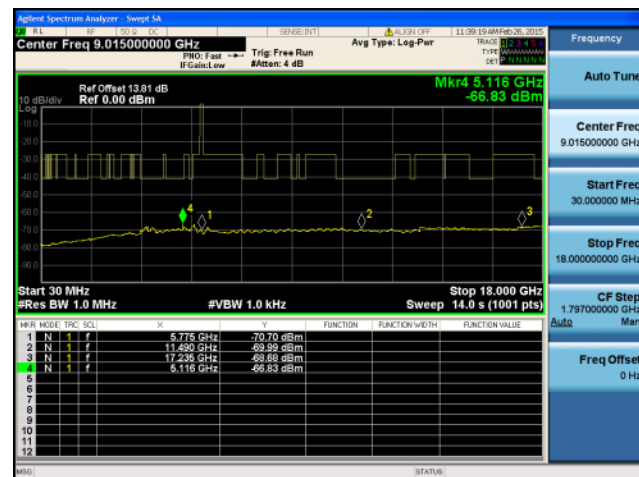 Agilent Spectrum Analyzer - Swept SA
RL RF 50 Ω DC SENSE:INT ALIGN OFF 11:39:19 AM Feb 26, 2015
Center Freq 9.015000000 GHz
PNO: Fast
IFGain:Low
Trig: Free Run
#Atten: 4 dB
Avg Type: Log-Pwr
TRACE 1 2 3 4 5 6
TYPE
DET P N N N N N
Mkr4 5.116 GHz
-66.83 dBm
Ref Offset 13.81 dB
10 dB/div Ref 0.00 dBm
Log
-10.0
-20.0
-30.0
-40.0
-50.0
-60.0
-70.0
-80.0
-90.0
4 1 2 3
Start 30 MHz Stop 18.000 GHz
#Res BW 1.0 MHz #VBW 1.0 kHz Sweep 14.0 s (1001 pts)
MKR MODE TRC SCL X Y FUNCTION FUNCTION WIDTH FUNCTION VALUE
1 N 1 f 5.775 GHz -70.70 dBm
2 N 1 f 11.490 GHz -69.99 dBm
3 N 1 f 17.235 GHz -68.68 dBm
4 N 1 f 5.116 GHz -66.83 dBm
5
6
7
8
9
10
11
12
MSG STATUS
Frequency
Auto Tune
Center Freq
9.015000000 GHz
Start Freq
30.000000 MHz
Stop Freq
18.000000000 GHz
CF Step
1.797000000 GHz
Auto Man
Freq Offset
0 Hz